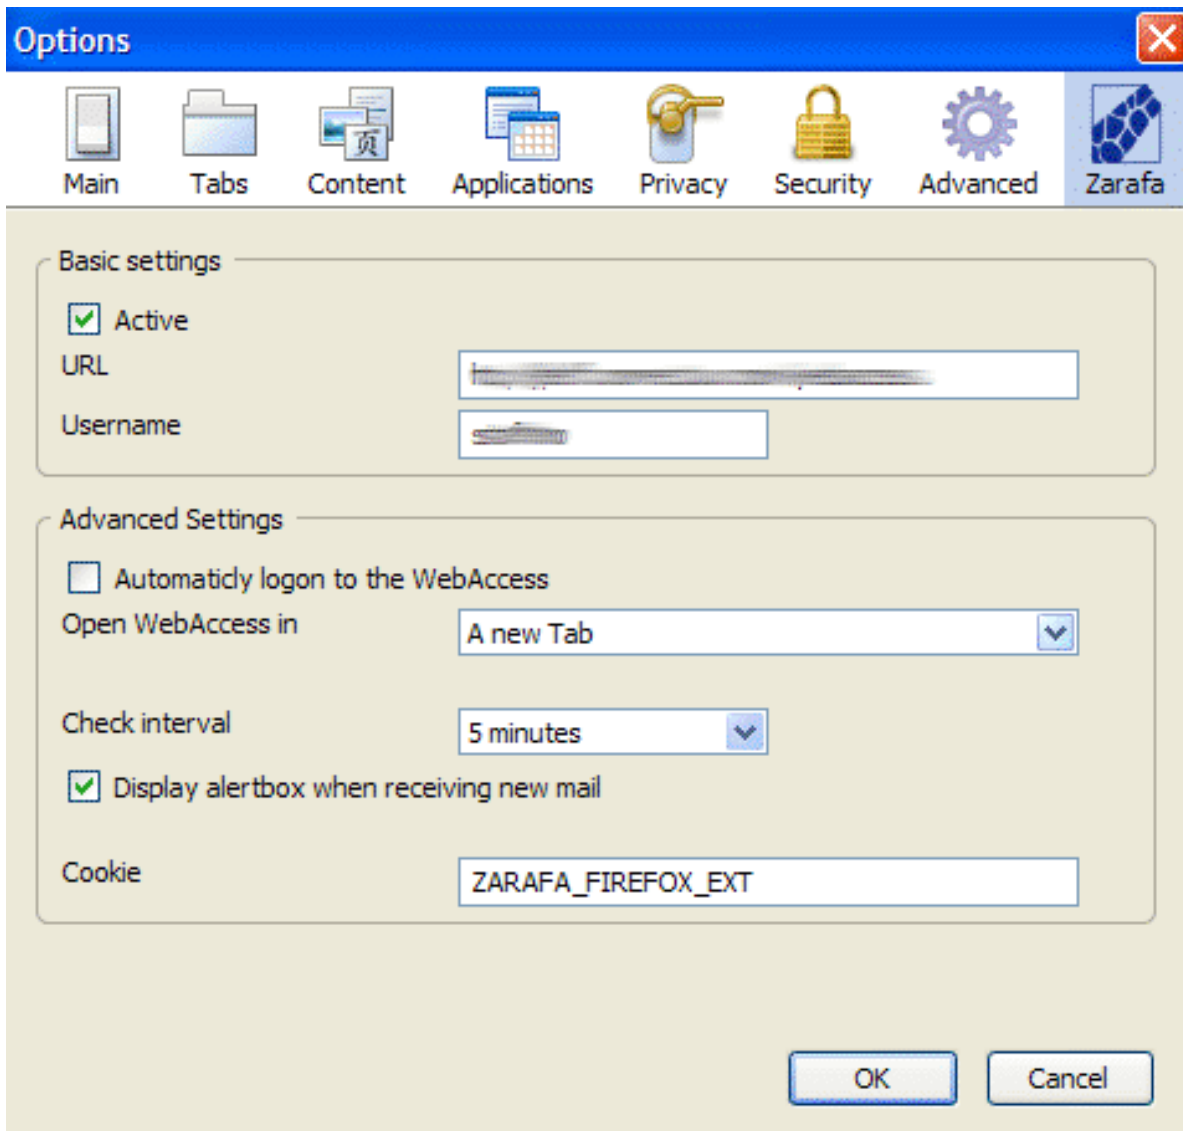 Options
Main Tabs Content Applications Privacy Security Advanced Zarafa
页
Basic settings
Active
URL
Username
Advanced Settings
Automaticly logon to the WebAccess
Open WebAccess in A new Tab
Check interval 5 minutes
Display alertbox when receiving new mail
Cookie ZARAFA_FIREFOX_EXT
OK Cancel